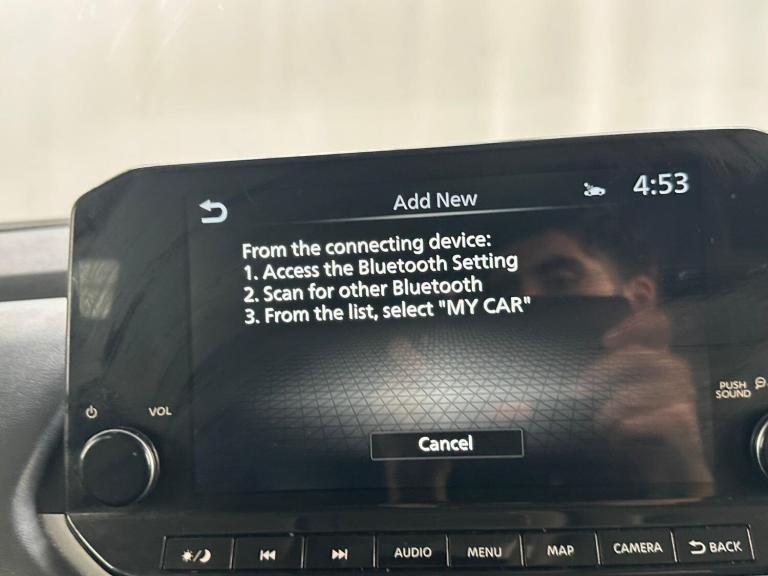 Add New
4:53
From the connecting device:
1. Access the Bluetooth Setting
2. Scan for other Bluetooth
3. From the list, select "MY CAR"
Cancel
VOL
PUSH
SOUND
AUDIO
MENU
MAP
CAMERA
BACK